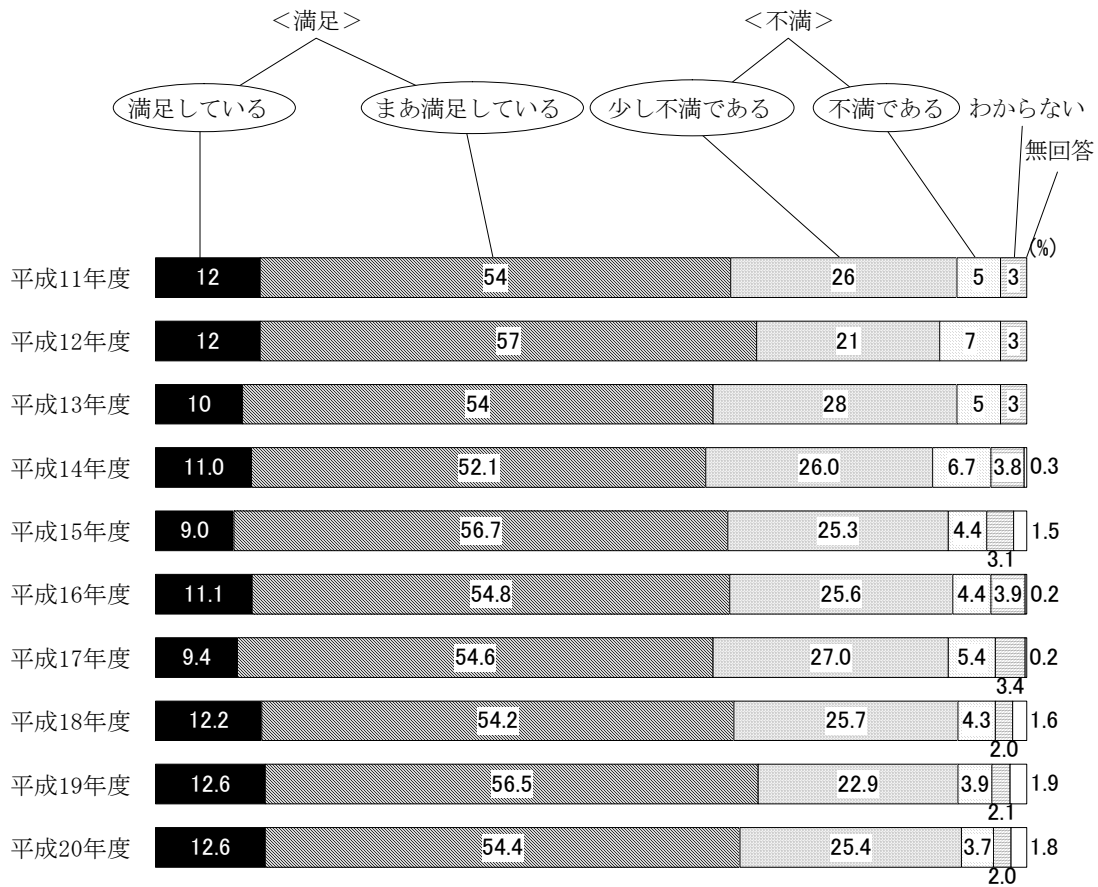 ＜満足＞ ＜不満＞
満足している まあ満足している 少し不満である 不満である わからない
無回答
(%)
平成11年度 12 54 26 5 3
平成12年度 12 57 21 7 3
平成13年度 10 54 28 5 3
平成14年度 11.0 52.1 26.0 6.7 3.8 0.3
平成15年度 9.0 56.7 25.3 4.4 3.1 1.5
平成16年度 11.1 54.8 25.6 4.4 3.9 0.2
平成17年度 9.4 54.6 27.0 5.4 3.4 0.2
平成18年度 12.2 54.2 25.7 4.3 2.0 1.6
平成19年度 12.6 56.5 22.9 3.9 2.1 1.9
平成20年度 12.6 54.4 25.4 3.7 2.0 1.8